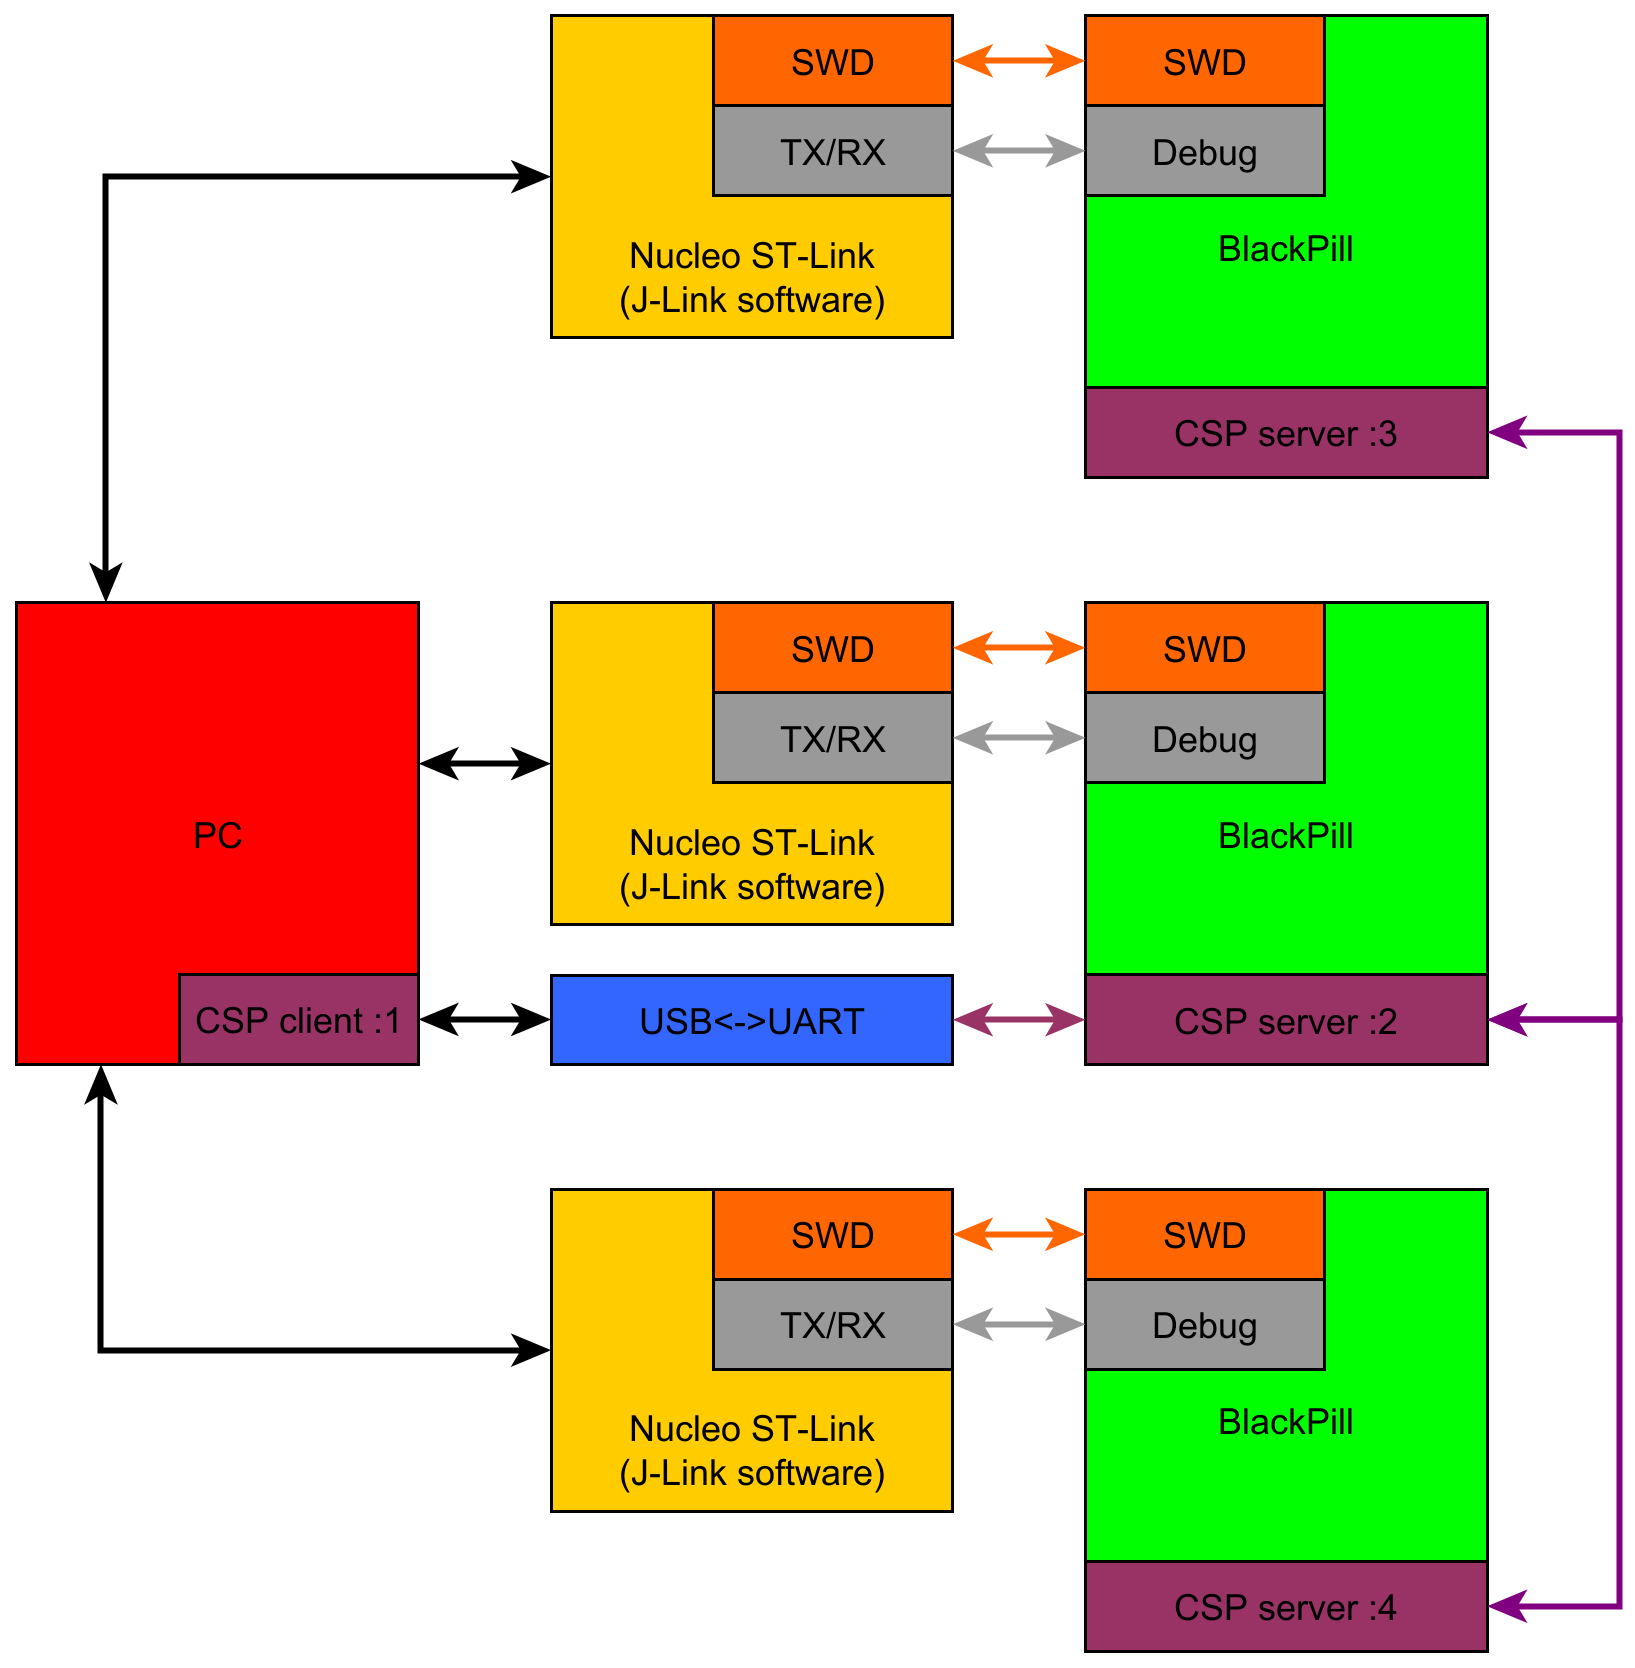 SWD
SWD
TX/RX
Debug
Nucleo ST-Link
(J-Link software)
BlackPill
CSP server :3
SWD
SWD
TX/RX
Debug
PC
Nucleo ST-Link
(J-Link software)
BlackPill
CSP client :1
USB<->UART
CSP server :2
SWD
SWD
TX/RX
Debug
Nucleo ST-Link
(J-Link software)
BlackPill
CSP server :4